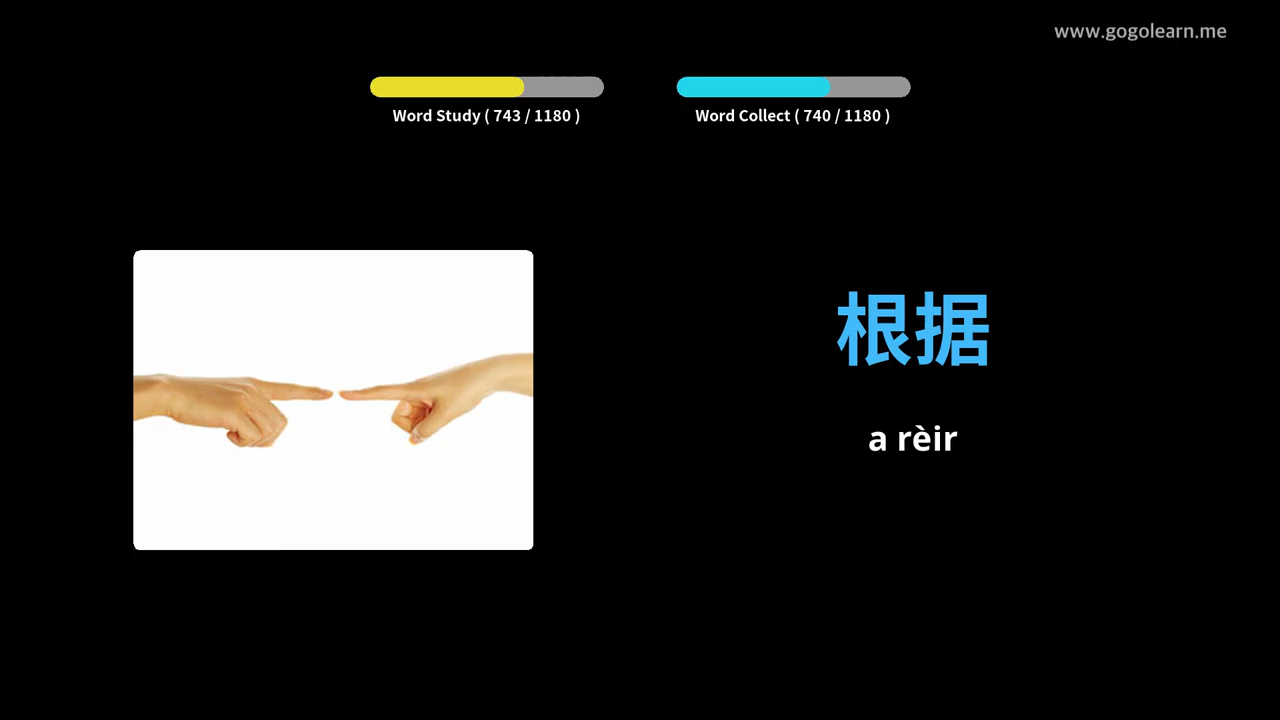 www.gogolearn.me
Word Study ( 743 / 1180 )
Word Collect ( 740 / 1180 )
根据
a rèir